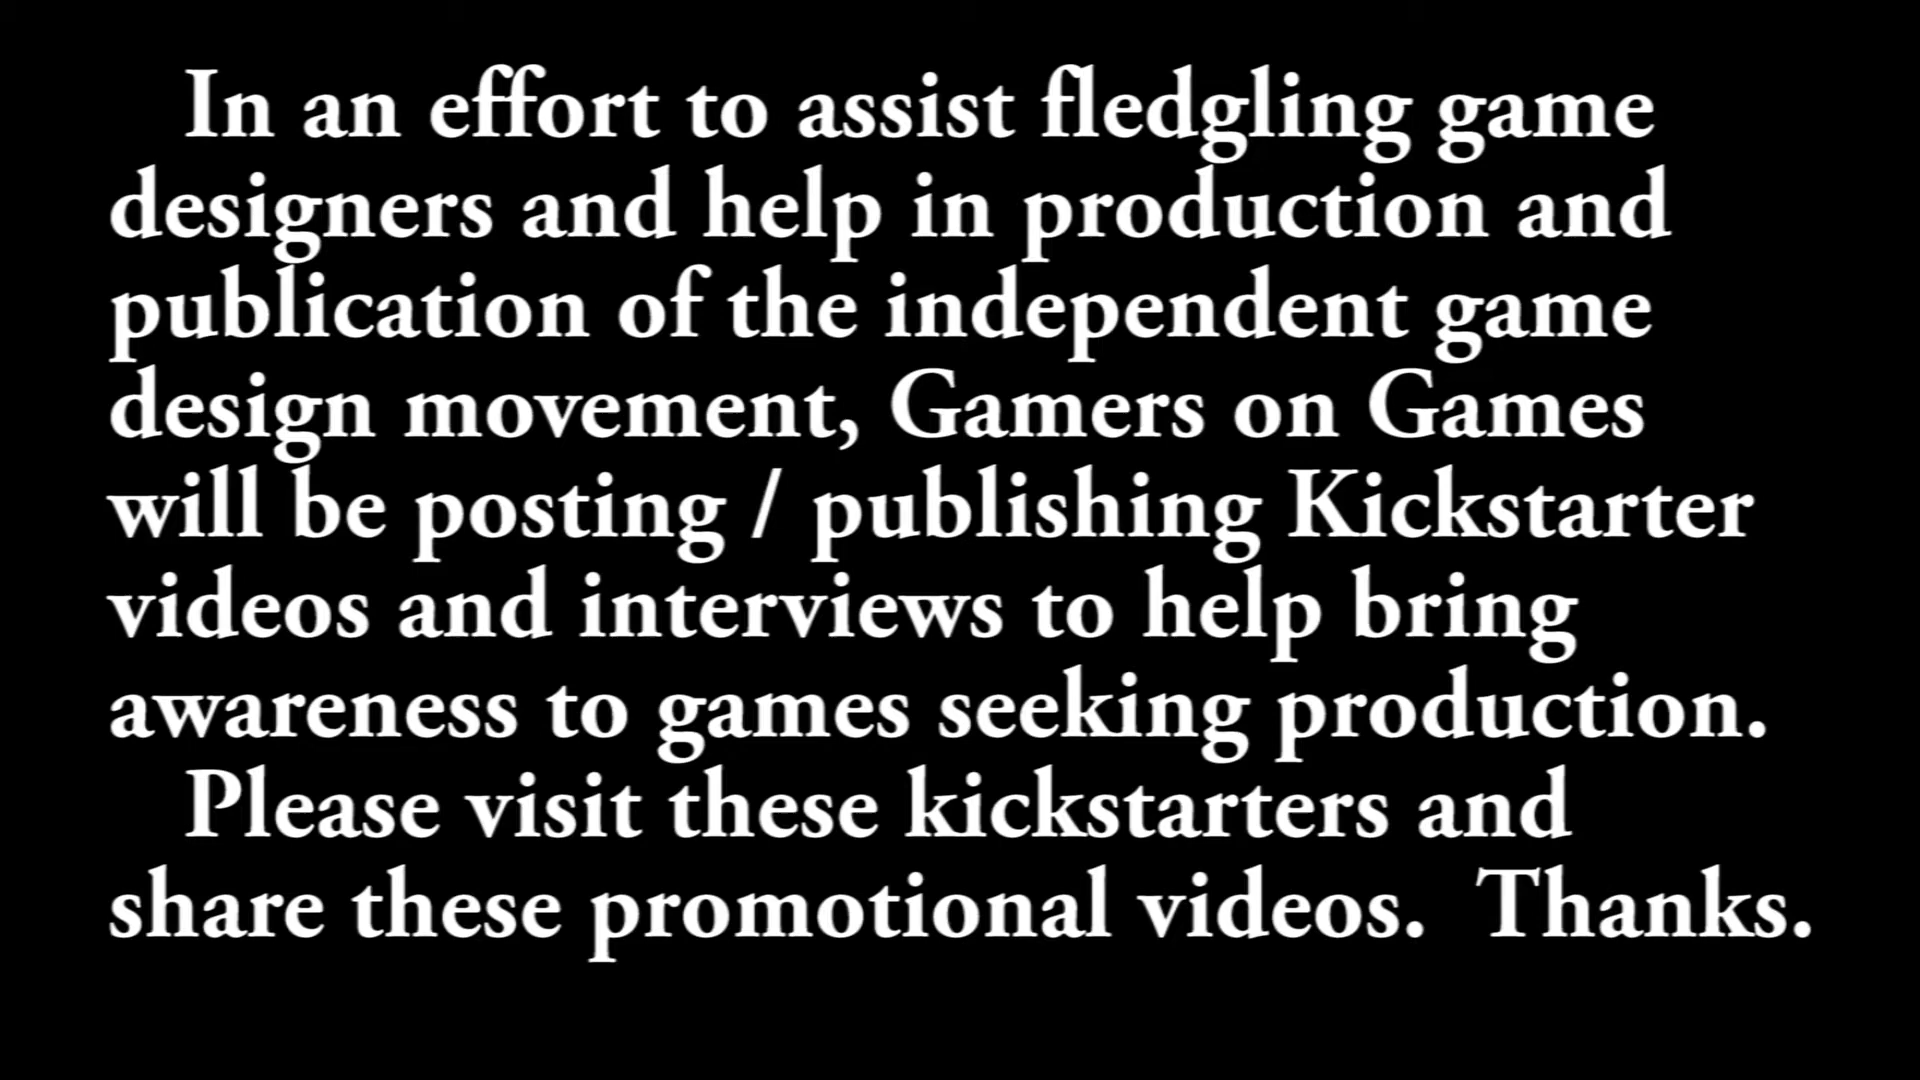 In an effort to assist fledgling game
designers and help in production and
publication of the independent game
design movement, Gamers on Games
will be posting / publishing Kickstarter
videos and interviews to help bring
awareness to games seeking production.
Please visit these kickstarters and
share these promotional videos.  Thanks.